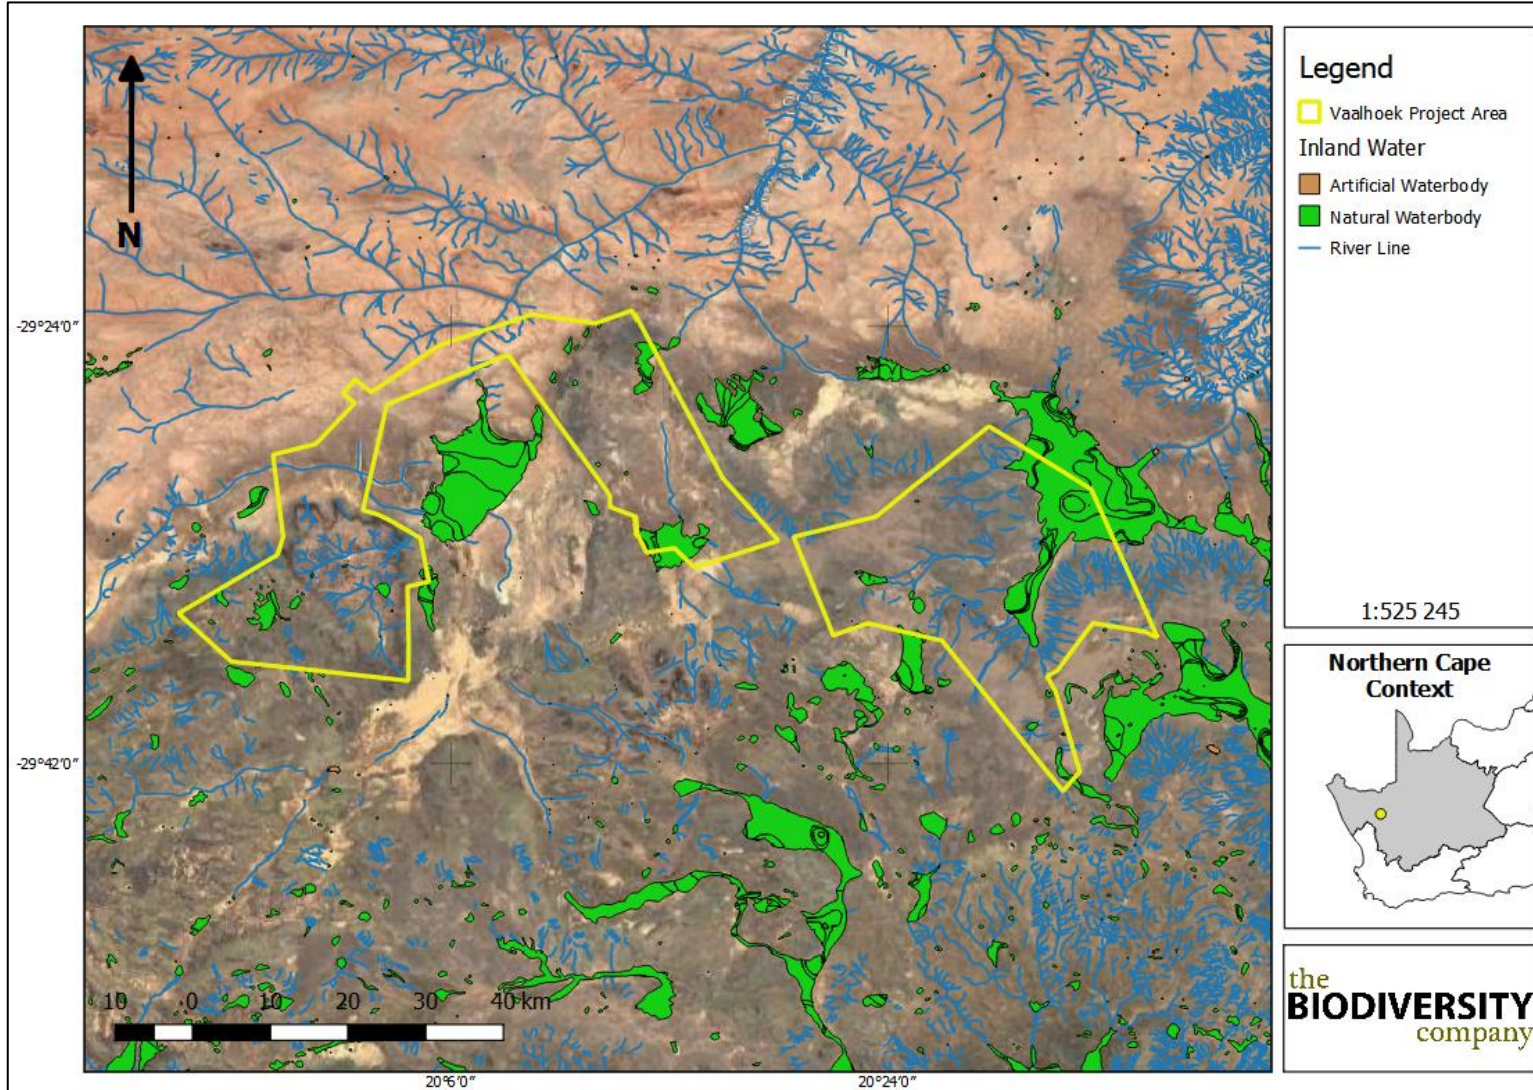 N
-29°24'0"
-29°42'0"
20°6'0"
20°24'0"
10 0 10 20 30 40 km
Legend
Vaalhoek Project Area
Inland Water
Artificial Waterbody
Natural Waterbody
River Line
1:525 245
Northern Cape
Context
the
BIODIVERSITY
company